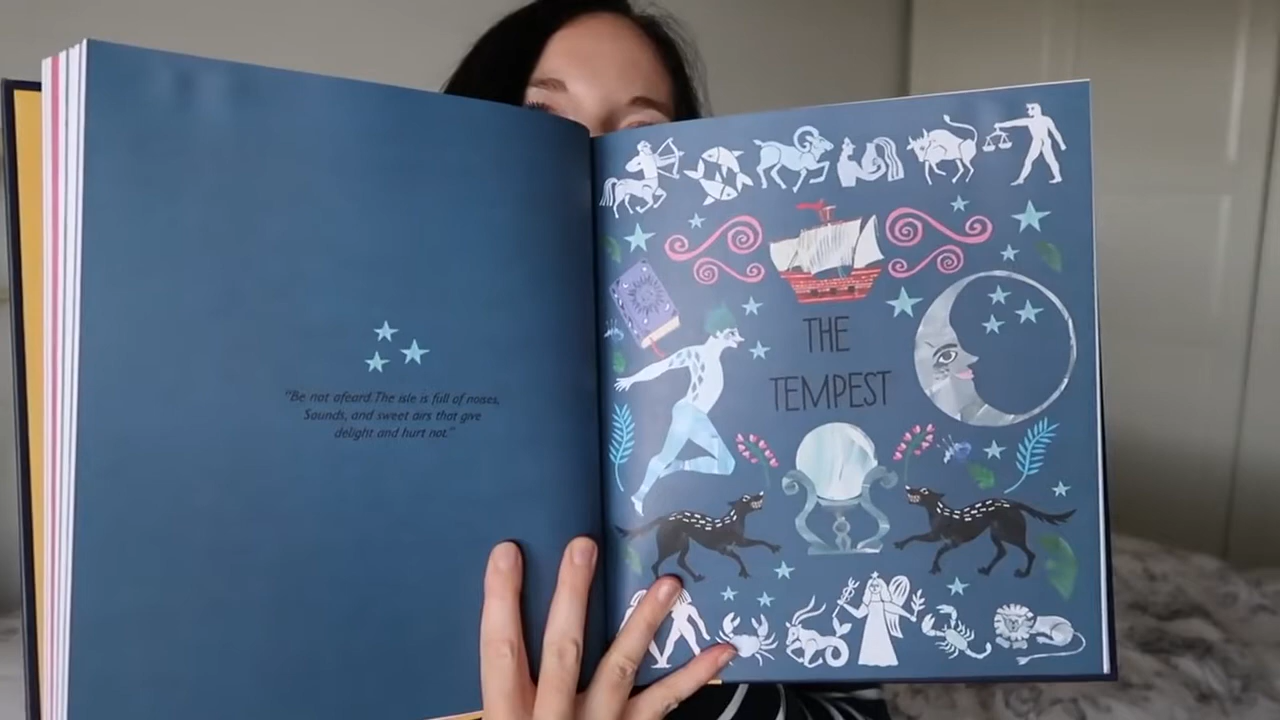 "Be not afeard. The isle is full of noises,
Sounds, and sweet airs that give
delight and hurt not."
THE
TEMPEST